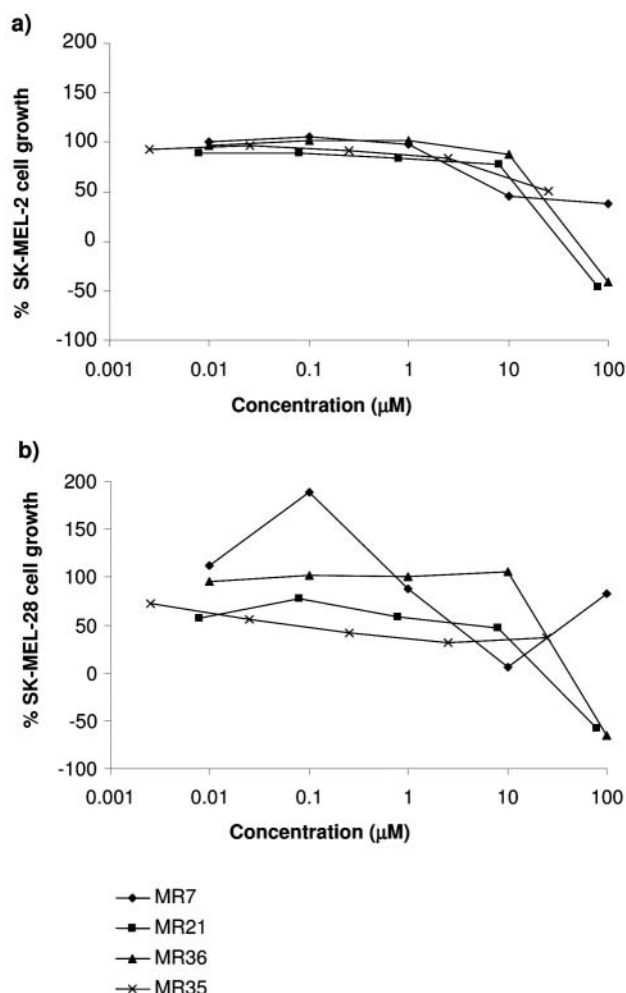 a)
200
150
100
50
0
-50
-100
% SK-MEL-2 cell growth
0.001 0.01 0.1 1 10 100
Concentration (μM)
b)
200
150
100
50
0
-50
-100
% SK-MEL-28 cell growth
0.001 0.01 0.1 1 10 100
Concentration (μM)
MR7
MR21
MR36
MR35